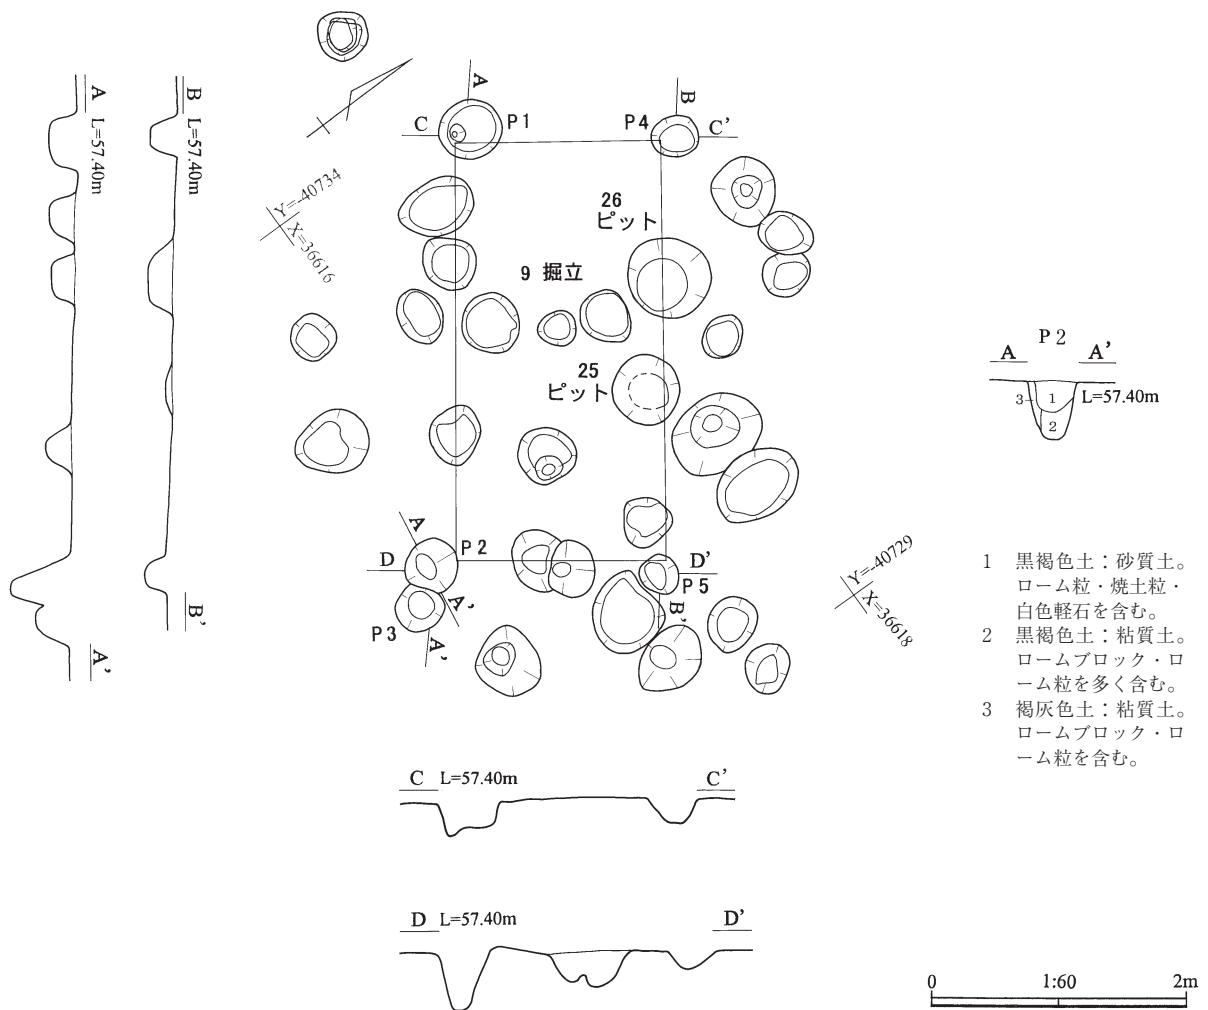 A L=57.40m
B L=57.40m
A'
B'
Y=-40734
X=36616
A
B
C
P1
P4
C'
26
ピット
9 掘立
25
ピット
A
D
P2
D'
P5
A'
B'
P3
A'
Y=-40729
X=36618
P2
A
A'
L=57.40m
3
1
2
1 黒褐色土：砂質土。
ローム粒・焼土粒・
白色軽石を含む。
2 黒褐色土：粘質土。
ロームブロック・ロ
ーム粒を多く含む。
3 褐灰色土：粘質土。
ロームブロック・ロ
ーム粒を含む。
C L=57.40m
C'
D L=57.40m
D'
0 1:60 2m